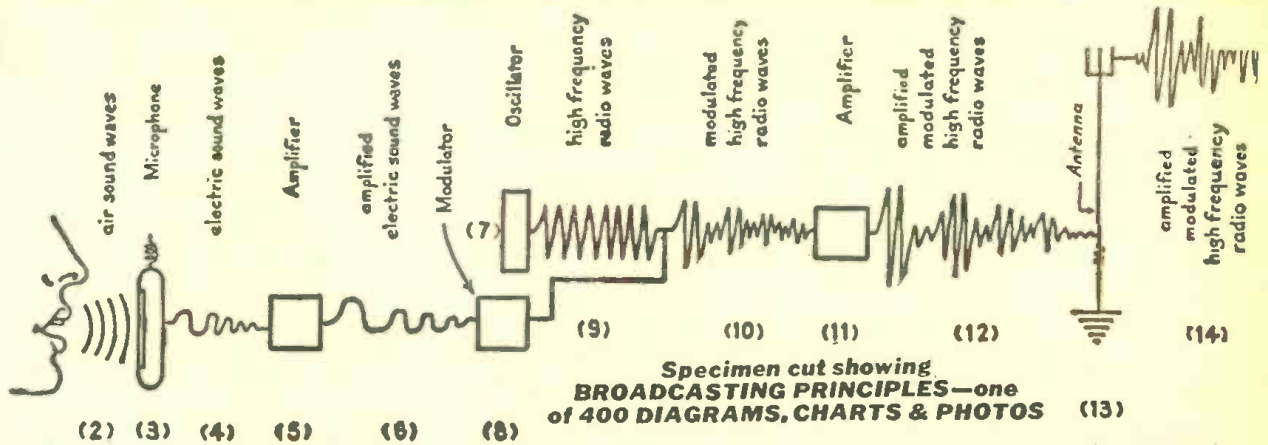 air sound waves
Microphone
electric sound waves
Amplifier
amplified
electric sound waves
Modulator
Oscillator
high frequency
radio waves
modulated
high frequency
radio waves
Amplifier
amplified
modulated
high frequency
radio waves
Antenna
amplified
modulated
high frequency
radio waves
(7)
(9)
(10)
(11)
(12)
(14)
Specimen cut showing
BROADCASTING PRINCIPLES—one
of 400 DIAGRAMS, CHARTS & PHOTOS
(13)
(2)
(3)
(4)
(5)
(6)
(8)